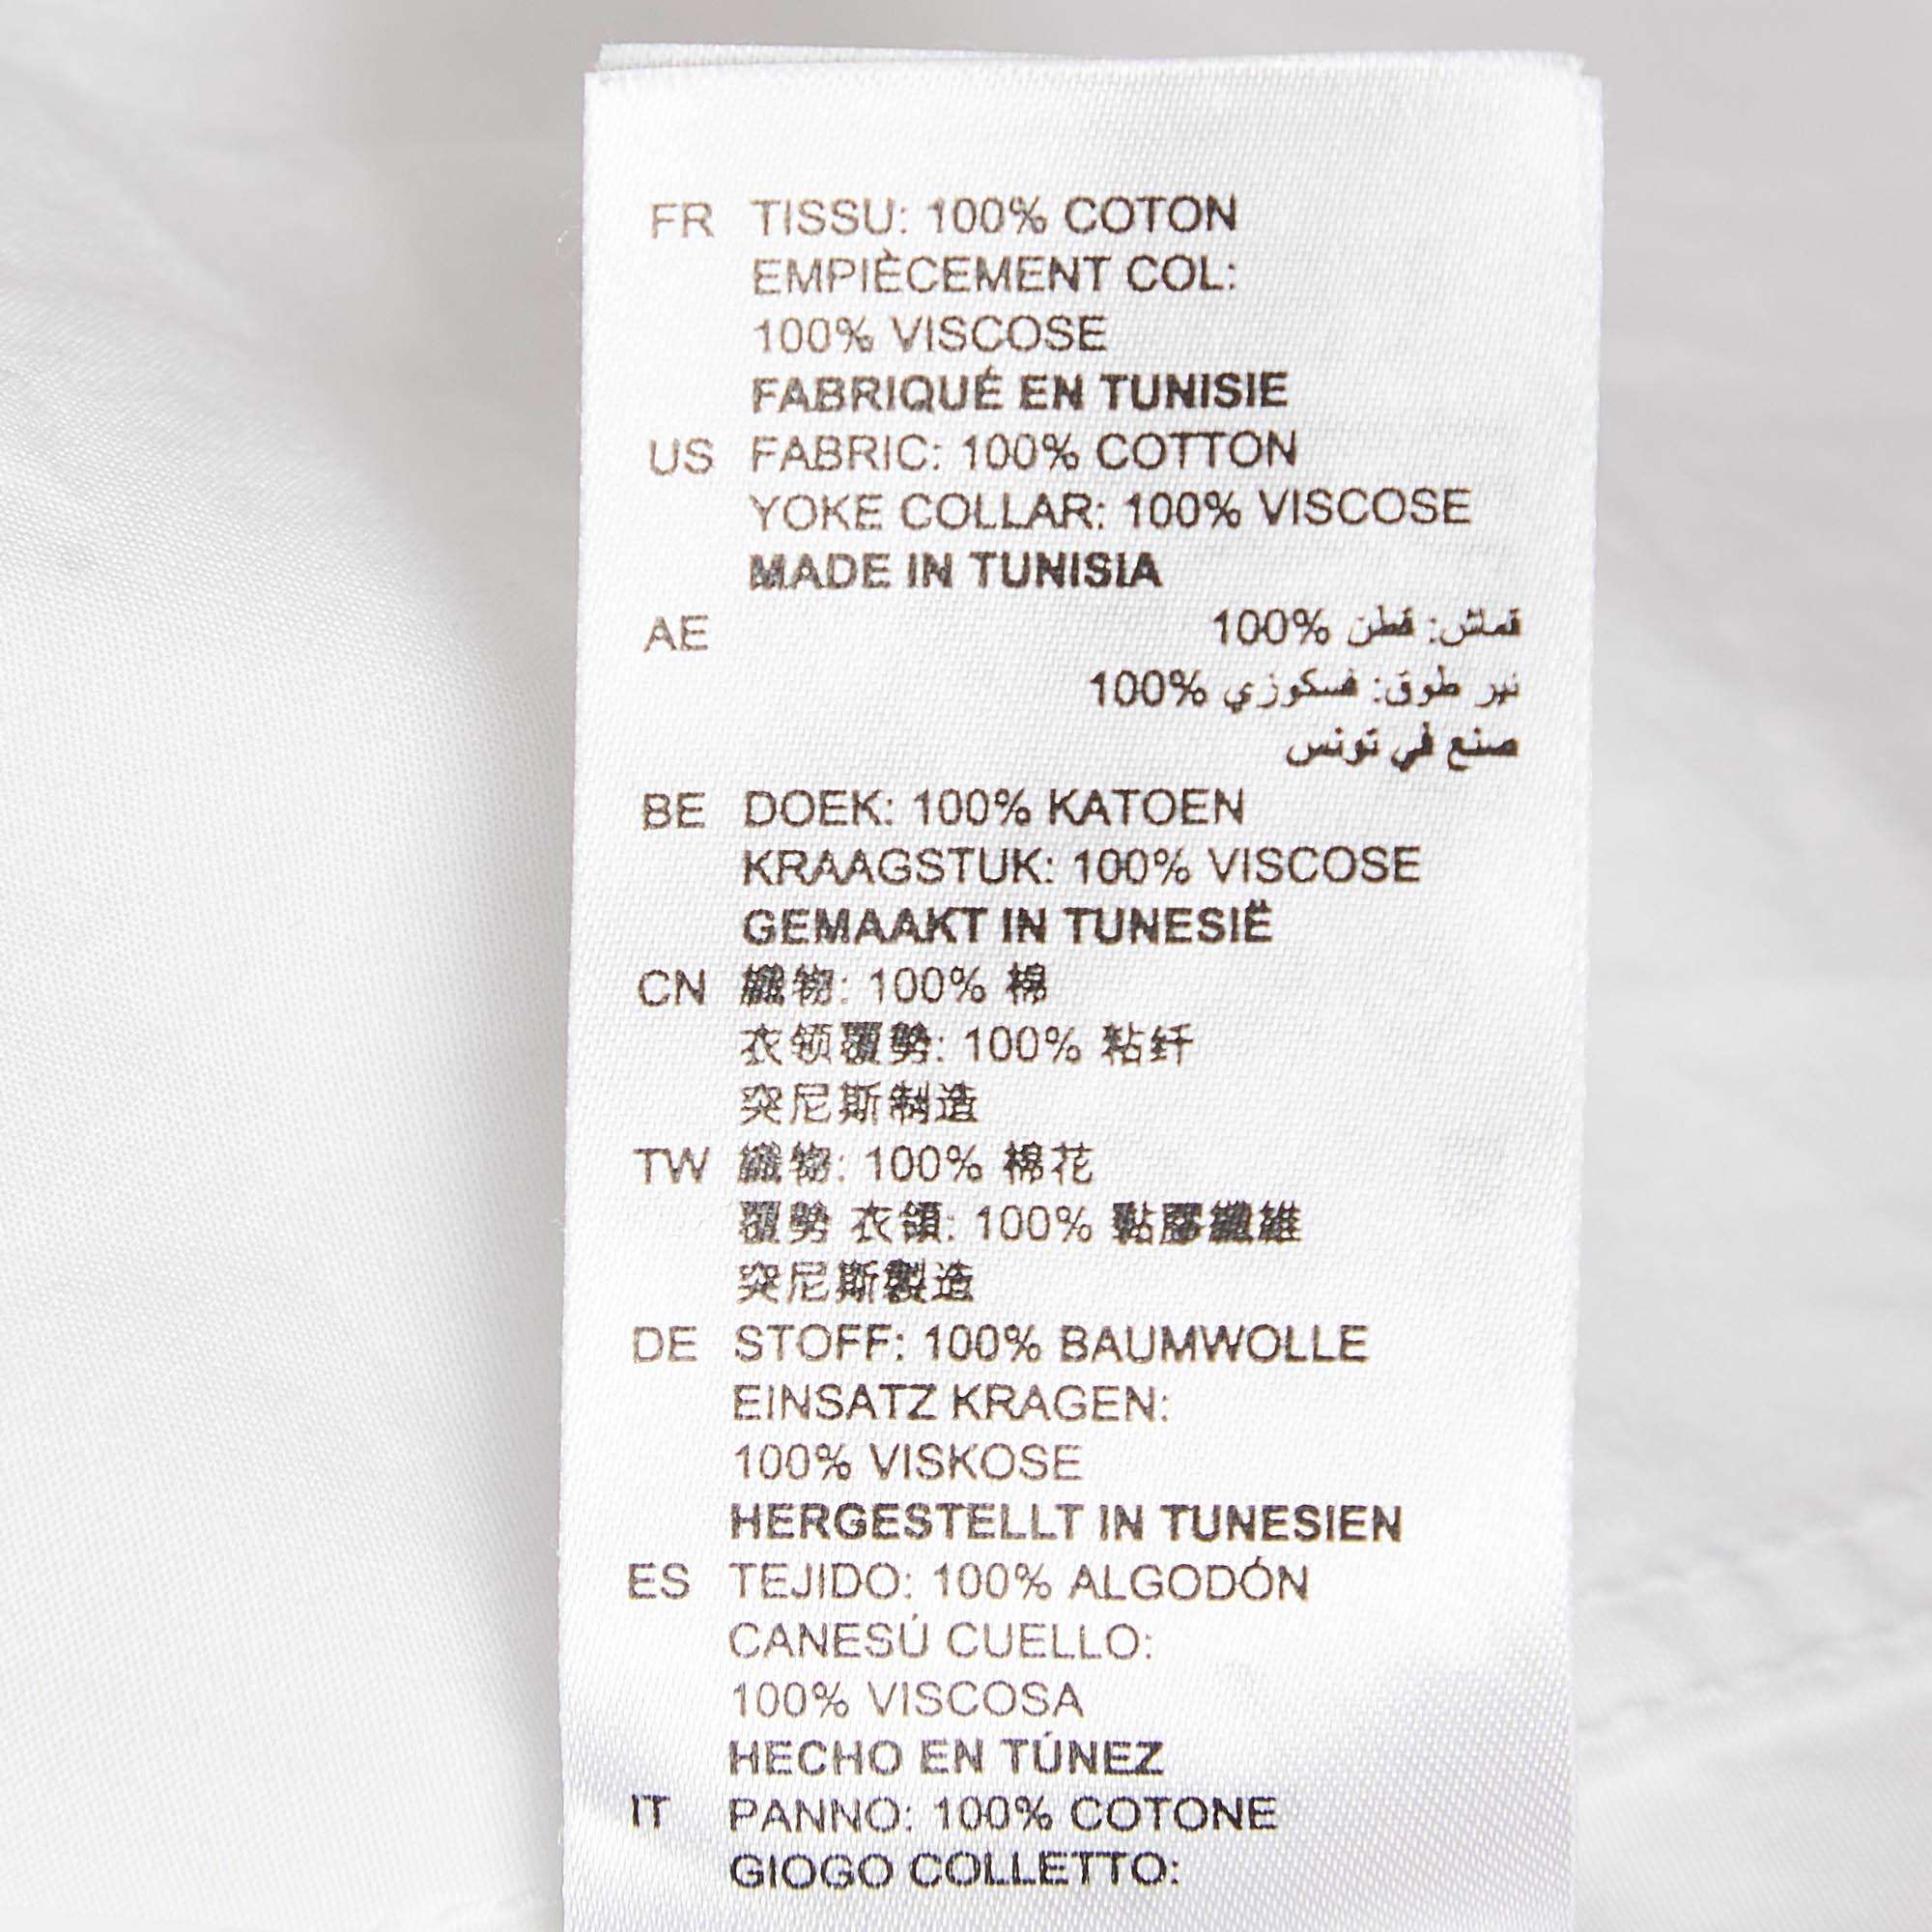 FR TISSU: 100% COTON
EMPIÈCEMENT COL:
100% VISCOSE
FABRIQUÉ EN TUNISIE
US FABRIC: 100% COTTON
YOKE COLLAR: 100% VISCOSE
MADE IN TUNISIA
AE قماش: قطن 100%
نير طوق: فسكوزي 100%
صنع في تونس
BE DOEK: 100% KATOEN
KRAAGSTUK: 100% VISCOSE
GEMAAKT IN TUNESIË
CN 織物: 100% 棉
衣领覆勢: 100% 粘纤
突尼斯制造
TW 織物: 100% 棉花
覆勢 衣領: 100% 黏膠纖維
突尼斯製造
DE STOFF: 100% BAUMWOLLE
EINSATZ KRAGEN:
100% VISKOSE
HERGESTELLT IN TUNESIEN
ES TEJIDO: 100% ALGODÓN
CANESÚ CUELLO:
100% VISCOSA
HECHO EN TÚNEZ
IT PANNO: 100% COTONE
GIOGO COLLETTO: